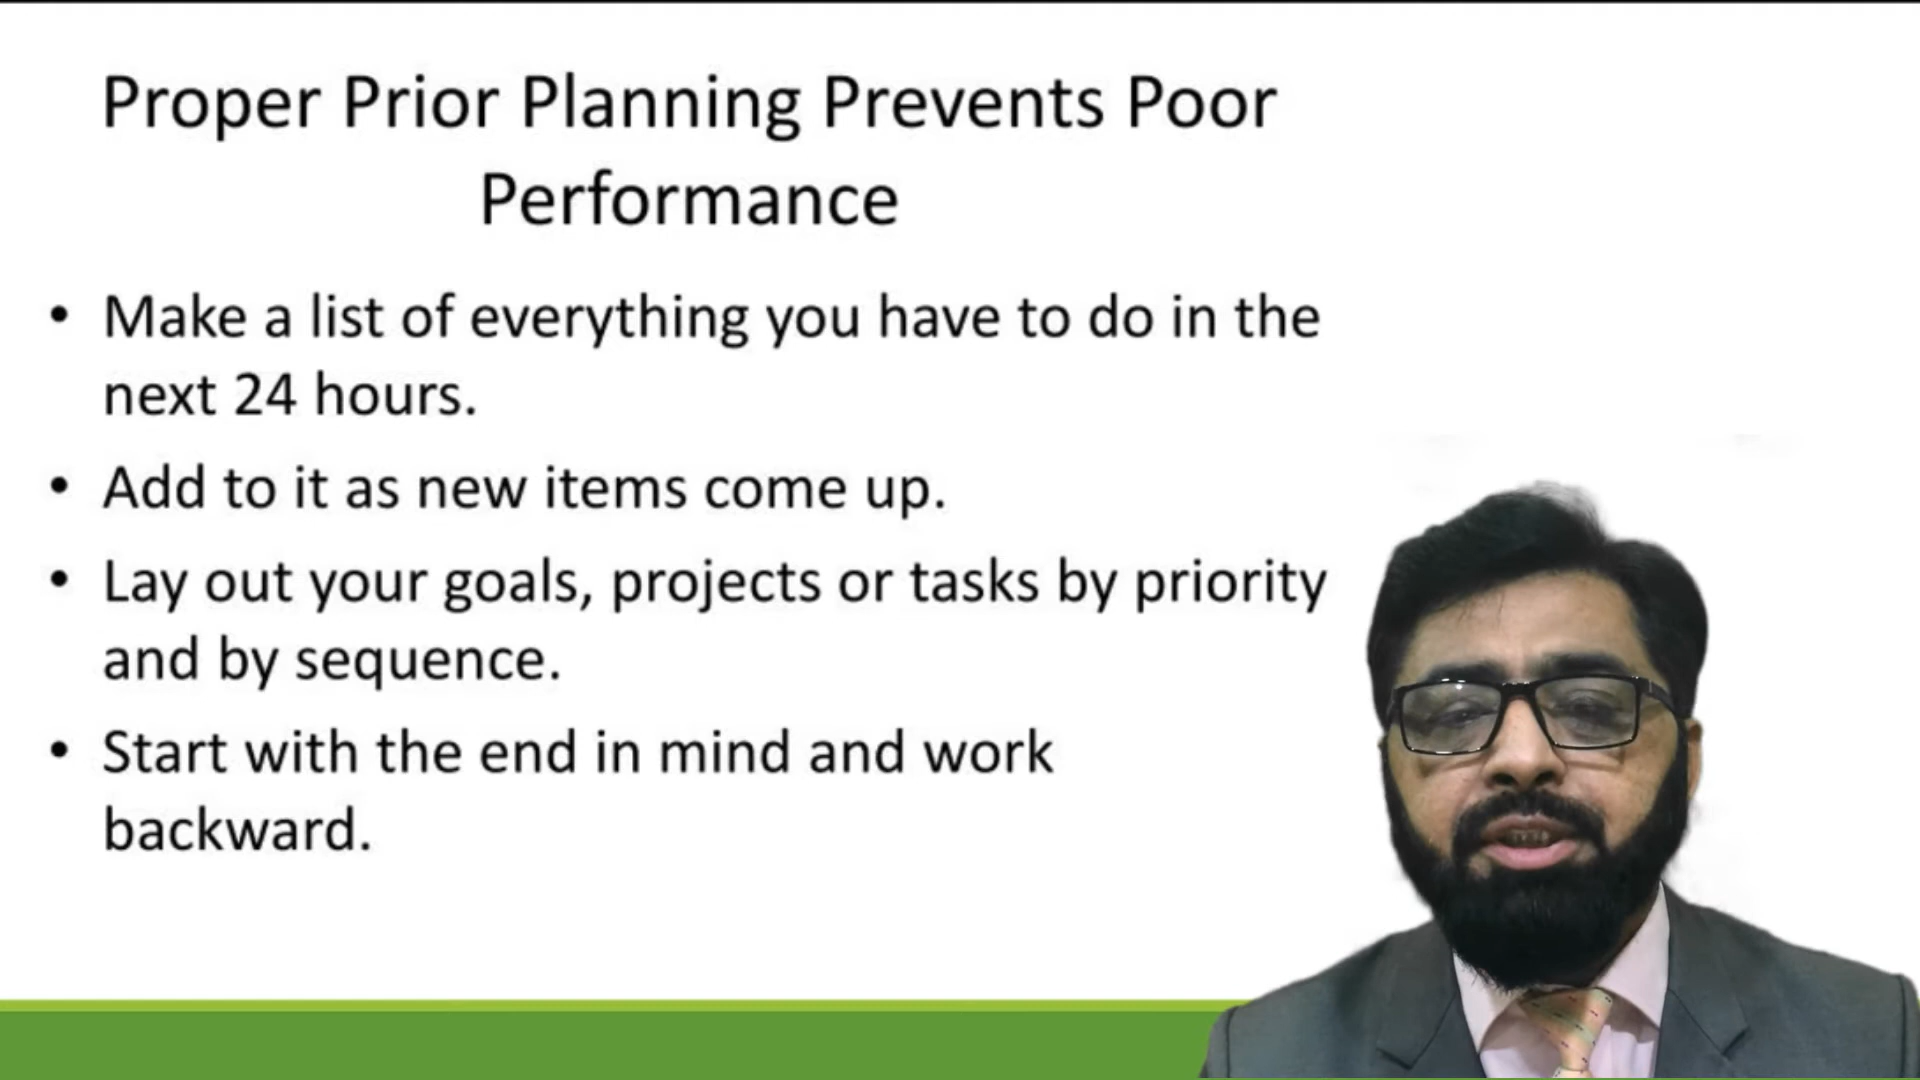 Proper Prior Planning Prevents Poor
Performance
• Make a list of everything you have to do in the
next 24 hours.
• Add to it as new items come up.
• Lay out your goals, projects or tasks by priority
and by sequence.
• Start with the end in mind and work
backward.